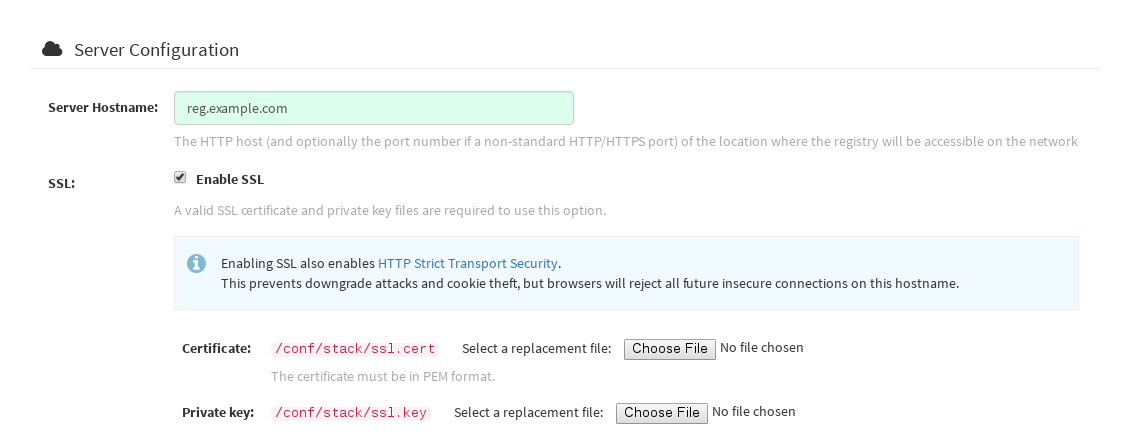 Server Configuration
Server Hostname: reg.example.com
The HTTP host (and optionally the port number if a non-standard HTTP/HTTPS port) of the location where the registry will be accessible on the network
SSL: Enable SSL
A valid SSL certificate and private key files are required to use this option.
Enabling SSL also enables HTTP Strict Transport Security.
This prevents downgrade attacks and cookie theft, but browsers will reject all future insecure connections on this hostname.
Certificate: /conf/stack/ssl.cert Select a replacement file: Choose File No file chosen
The certificate must be in PEM format.
Private key: /conf/stack/ssl.key Select a replacement file: Choose File No file chosen